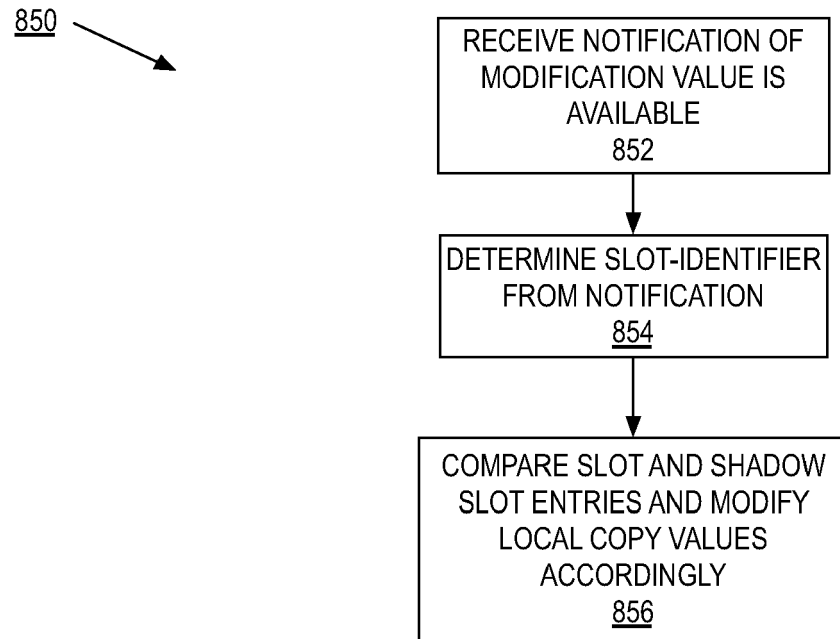 850
RECEIVE NOTIFICATION OF
MODIFICATION VALUE IS
AVAILABLE
852
DETERMINE SLOT-IDENTIFIER
FROM NOTIFICATION
854
COMPARE SLOT AND SHADOW
SLOT ENTRIES AND MODIFY
LOCAL COPY VALUES
ACCORDINGLY
856